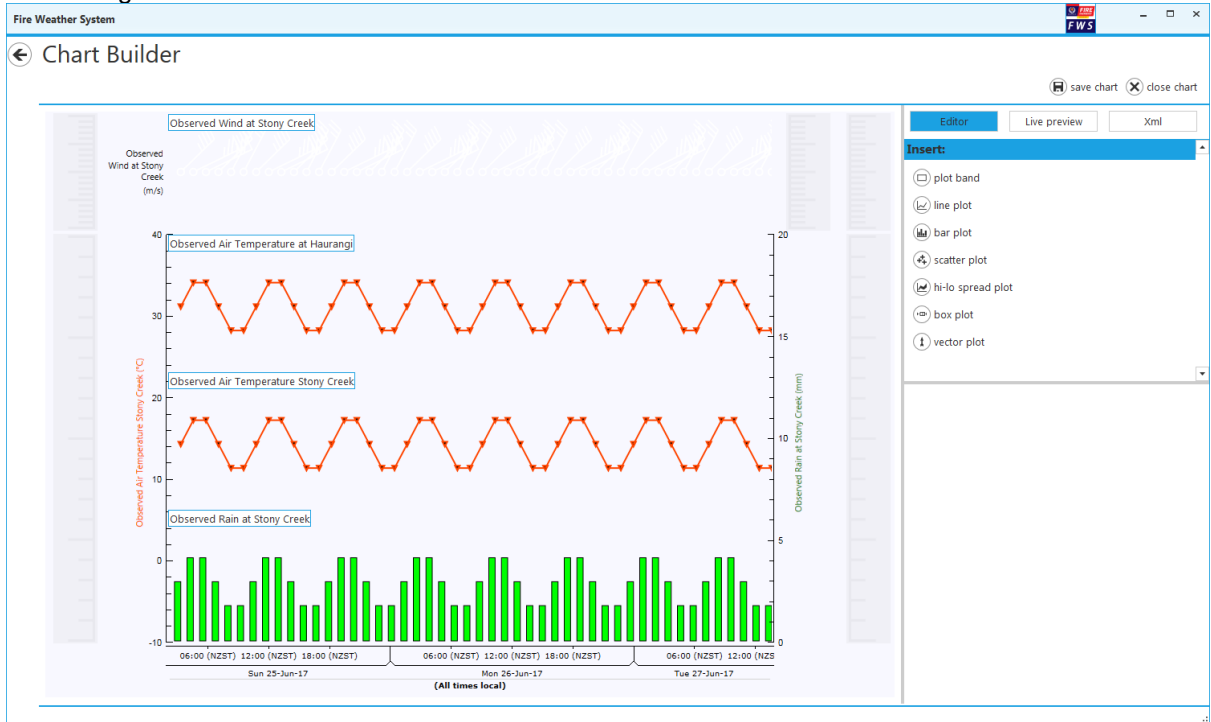 Fire Weather System
FIRE
FWS
Chart Builder
save chart
close chart
Observed Wind at Stony Creek
Observed
Wind at Stony
Creek
(m/s)
Editor
Live preview
Xml
Insert:
plot band
line plot
bar plot
scatter plot
hi-lo spread plot
box plot
vector plot
40
30
20
10
0
-10
Observed Air Temperature Stony Creek (°C)
Observed Air Temperature at Haurangi
Observed Air Temperature Stony Creek
Observed Rain at Stony Creek
20
15
10
5
0
Observed Rain at Stony Creek (mm)
06:00 (NZST) 12:00 (NZST) 18:00 (NZST) 06:00 (NZST) 12:00 (NZST) 18:00 (NZST) 06:00 (NZST) 12:00 (NZS
Sun 25-Jun-17 Mon 26-Jun-17 Tue 27-Jun-17
(All times local)